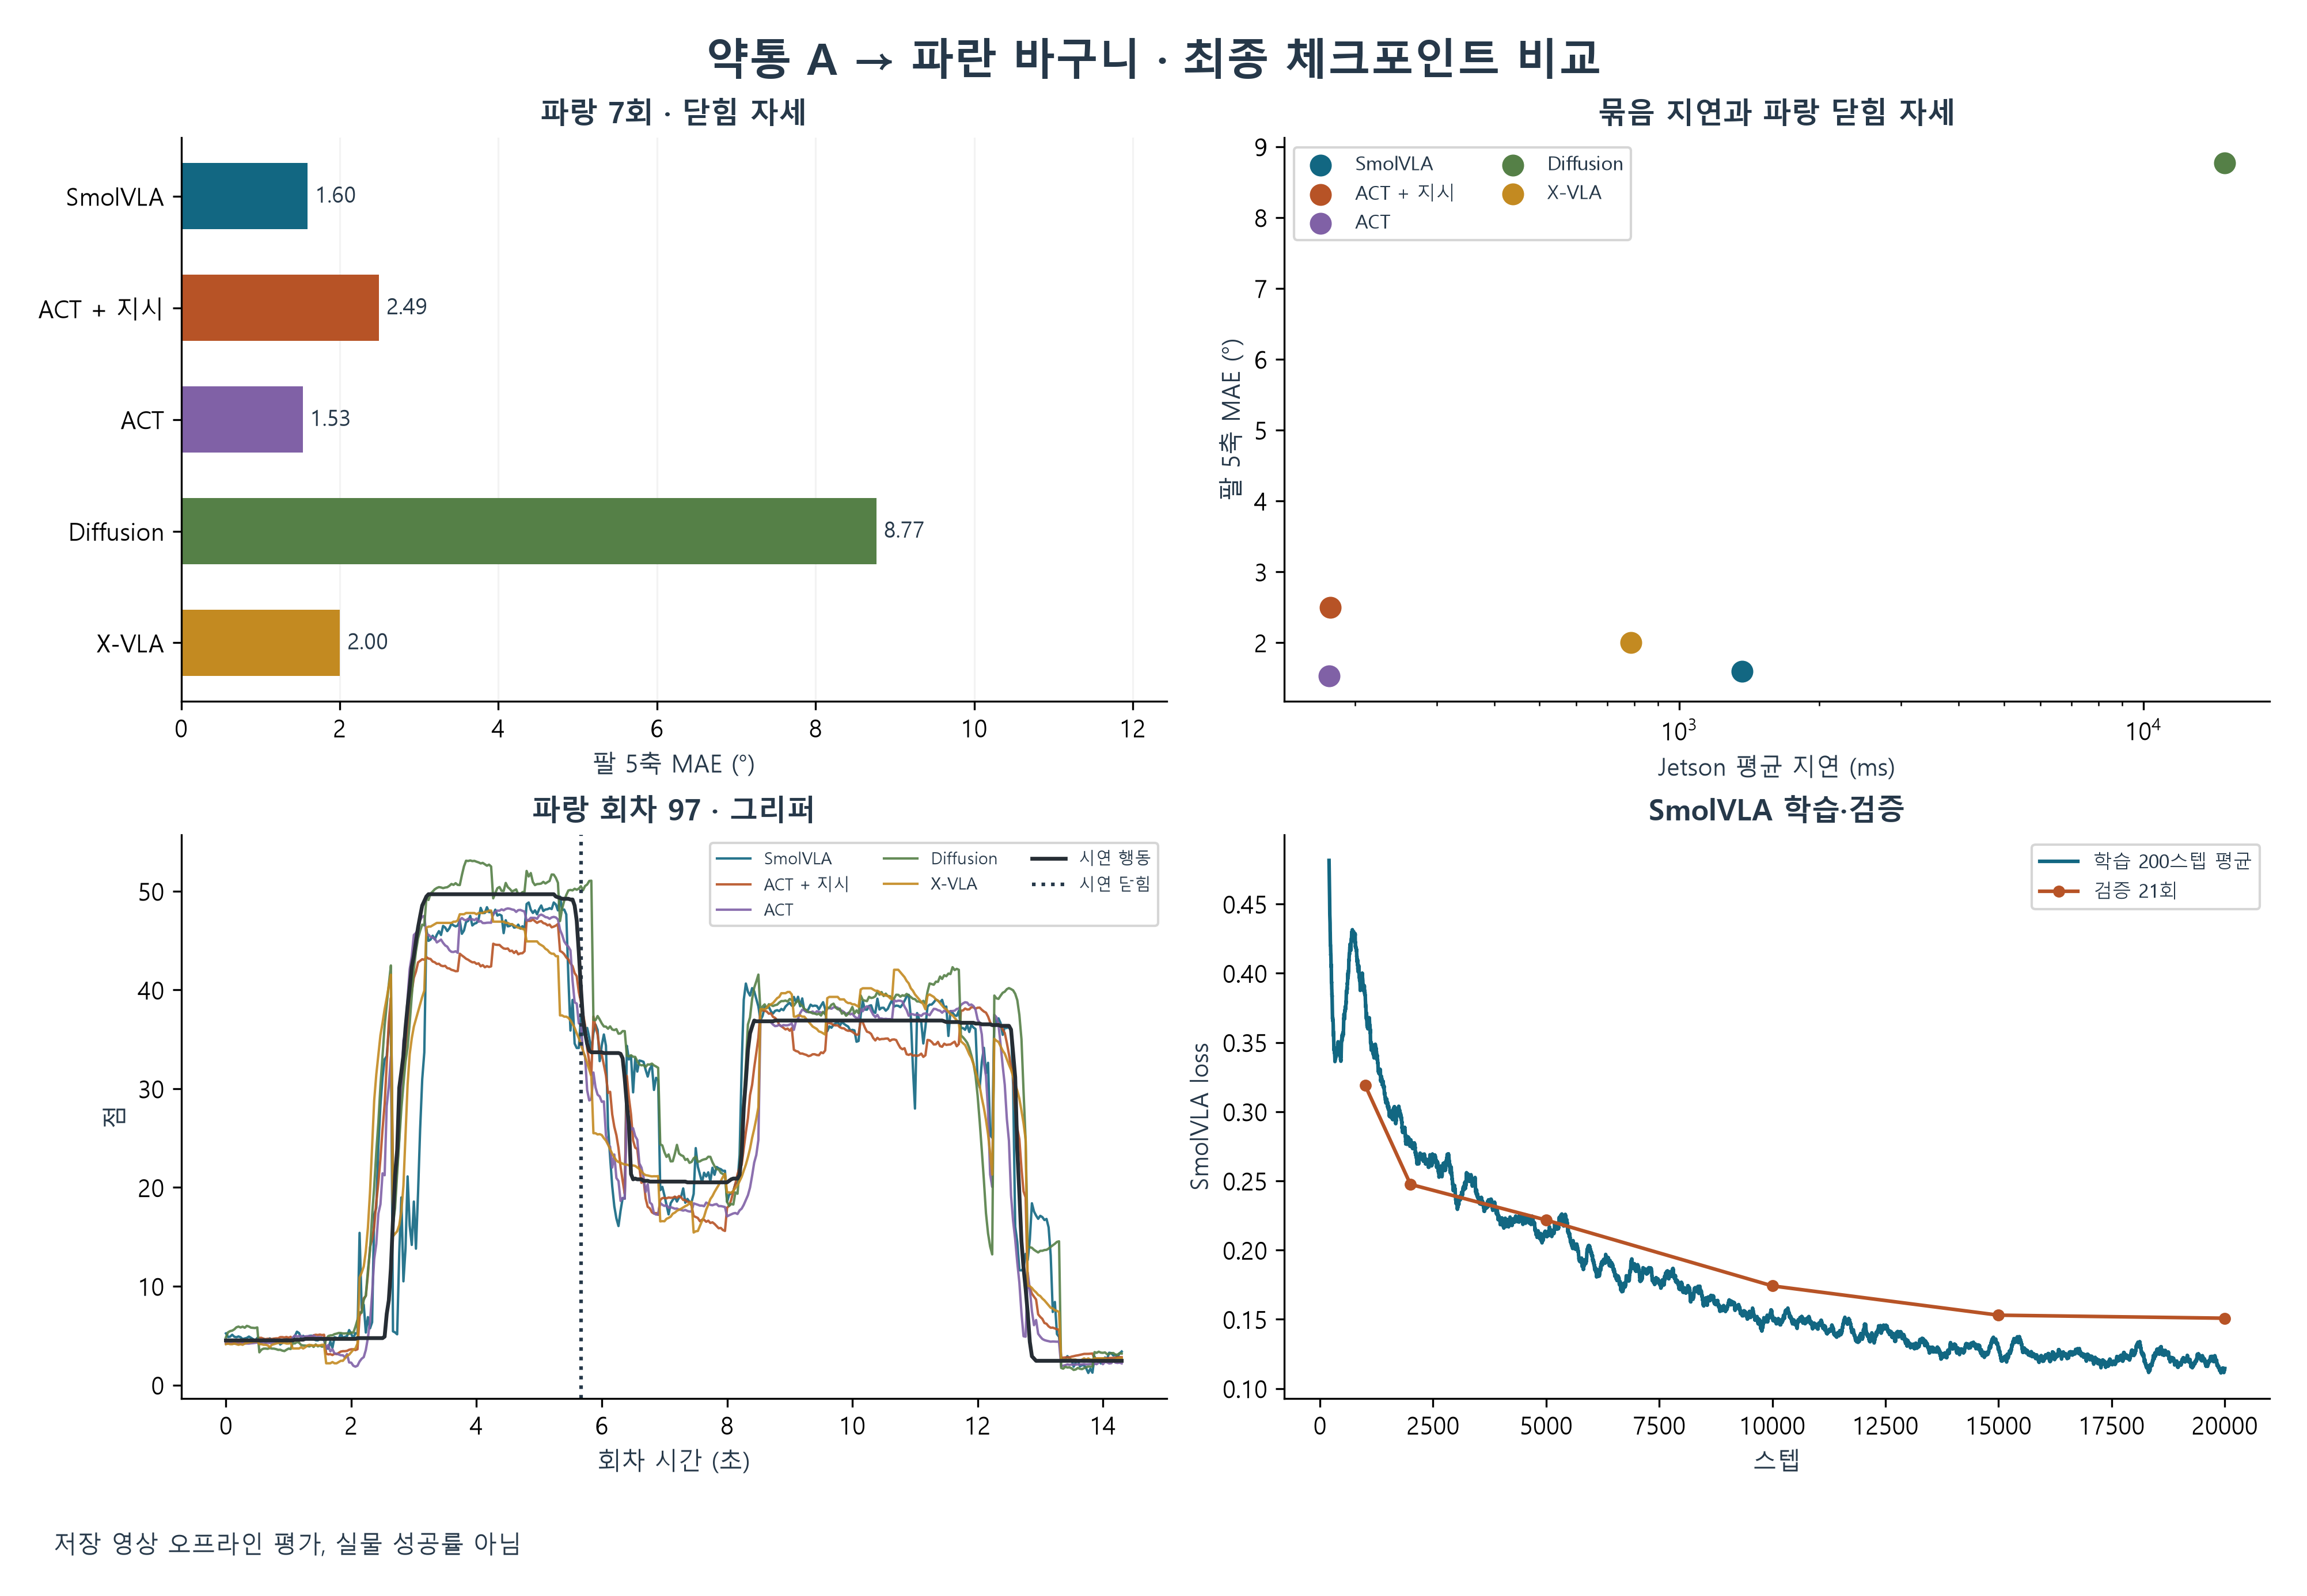 약통 A → 파란 바구니 · 최종 체크포인트 비교
파랑 7회 · 닫힘 자세
SmolVLA
1.60
ACT + 지시
2.49
ACT
1.53
Diffusion
8.77
X-VLA
2.00
0 2 4 6 8 10 12
팔 5축 MAE (°)
묶음 지연과 파랑 닫힘 자세
SmolVLA
ACT + 지시
ACT
Diffusion
X-VLA
9
8
7
6
5
4
3
2
팔 5축 MAE (°)
10³ 10⁴
Jetson 평균 지연 (ms)
파랑 회차 97 · 그리퍼
SmolVLA
ACT + 지시
ACT
Diffusion
X-VLA
시연 행동
시연 닫힘
50
40
30
20
10
0
점
0 2 4 6 8 10 12 14
회차 시간 (초)
SmolVLA 학습·검증
학습 200스텝 평균
검증 21회
0.45
0.40
0.35
0.30
0.25
0.20
0.15
0.10
SmolVLA loss
0 2500 5000 7500 10000 12500 15000 17500 20000
스텝
저장 영상 오프라인 평가, 실물 성공률 아님